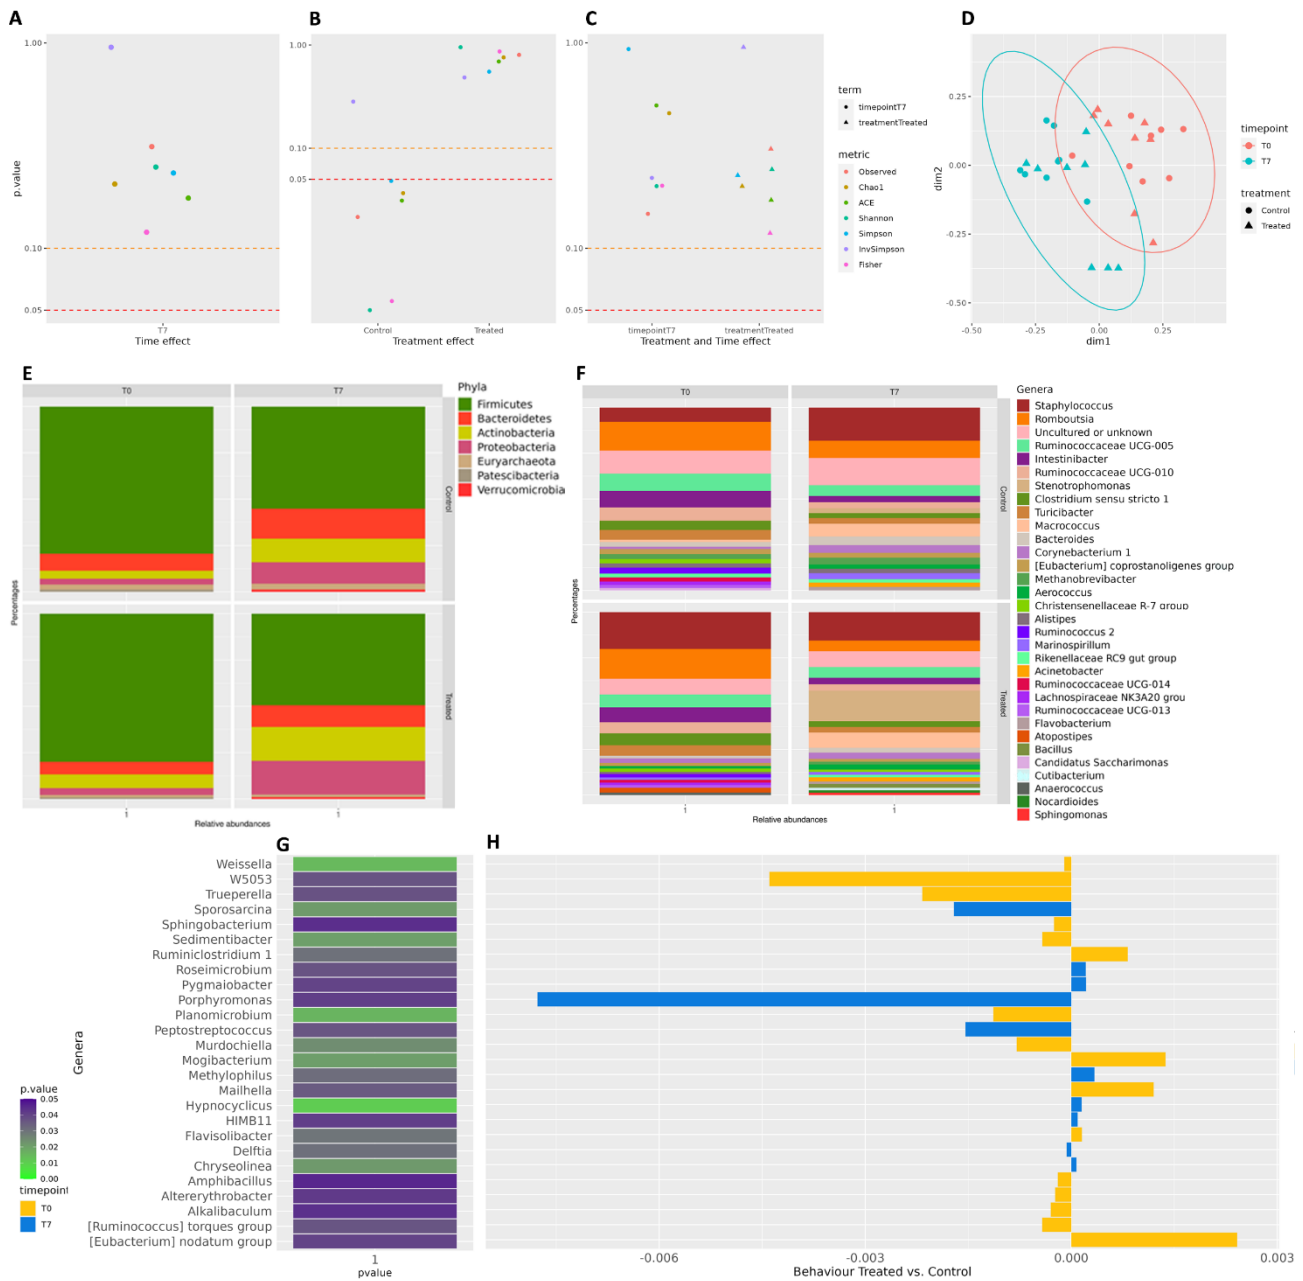 A
1.00
p.value
0.10
0.05
T7
Time effect
B
1.00
0.10
0.05
Control
Treated
Treatment effect
C
1.00
0.10
0.05
timepointT7
treatmentTreated
Treatment and Time effect
term
timepointT7
treatmentTreated
metric
Observed
Chao1
ACE
Shannon
Simpson
InvSimpson
Fisher
D
0.25
0.00
-0.25
-0.50
dim2
-0.50
-0.25
0.00
0.25
dim1
timepoint
T0
T7
treatment
Control
Treated
E
T0
T7
Control
Treated
Percentages
1
1
Relative abundances
Phyla
Firmicutes
Bacteroidetes
Actinobacteria
Proteobacteria
Euryarchaeota
Patescibacteria
Verrucomicrobia
F
T0
T7
Control
Treated
Percentages
1
1
Relative abundances
Genera
Staphylococcus
Romboutsia
Uncultured or unknown
Ruminococcaceae UCG-005
Intestinibacter
Ruminococcaceae UCG-010
Stenotrophomonas
Clostridium sensu stricto 1
Turicibacter
Macrococcus
Bacteroides
Corynebacterium 1
[Eubacterium] coprostanoligenes group
Methanobrevibacter
Aerococcus
Christensenellaceae R-7 group
Alistipes
Ruminococcus 2
Marinospirillum
Rikenellaceae RC9 gut group
Acinetobacter
Ruminococcaceae UCG-014
Lachnospiraceae NK3A20 grou
Ruminococcaceae UCG-013
Flavobacterium
Atopostipes
Bacillus
Candidatus Saccharimonas
Cutibacterium
Anaerococcus
Nocardioides
Sphingomonas
G
Genera
Weissella
W5053
Trueperella
Sporosarcina
Sphingobacterium
Sedimentibacter
Ruminiclostridium 1
Roseimicrobium
Pygmaiobacter
Porphyromonas
Planomicrobium
Peptostreptococcus
Murdochiella
Mogibacterium
Methylophilus
Mailhella
Hypnocyclicus
HIMB11
Flavisolibacter
Delftia
Chryseolinea
Amphibacillus
Altererythrobacter
Alkalibaculum
[Ruminococcus] torques group
[Eubacterium] nodatum group
1
pvalue
p.value
0.05
0.04
0.03
0.02
0.01
0.00
timepoint
T0
T7
H
-0.006
-0.003
0.000
0.003
Behaviour Treated vs. Control